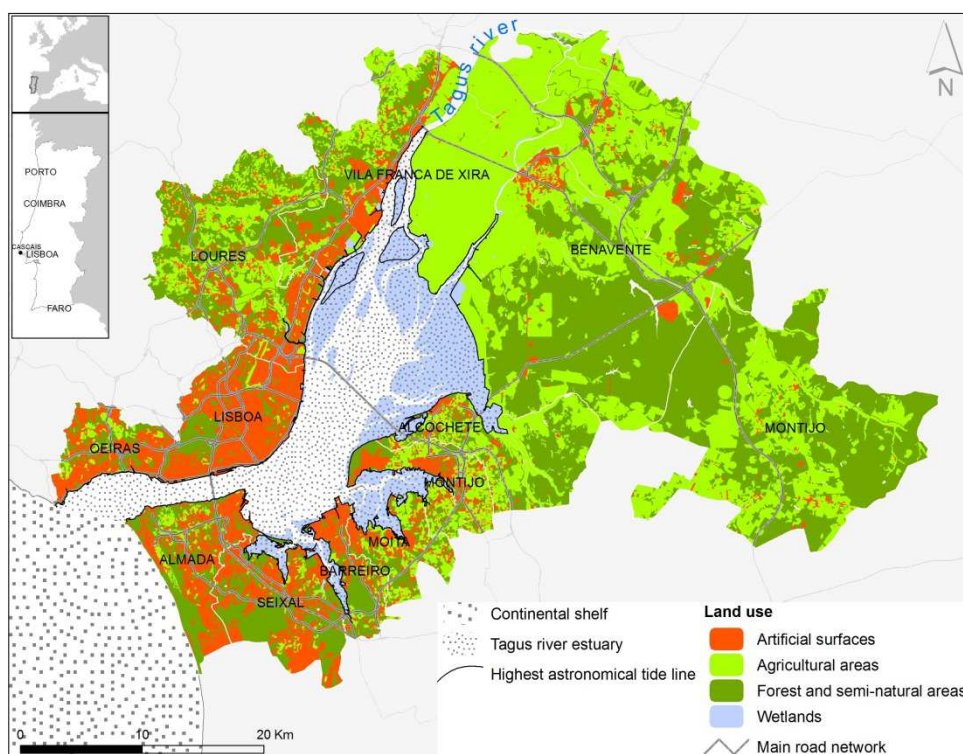 PORTO
COIMBRA
CASCAIS
LISBOA
FARO
Tagus river
N
VILA FRANCA DE XIRA
LOURES
BENAVENTE
LISBOA
OEIRAS
ALCOCHETE
MONTIJO
MONTIJO
MOITA
ALMADA
BARREIRO
SEIXAL
Continental shelf
Tagus river estuary
Highest astronomical tide line
Land use
Artificial surfaces
Agricultural areas
Forest and semi-natural areas
Wetlands
Main road network
0 10 20 Km